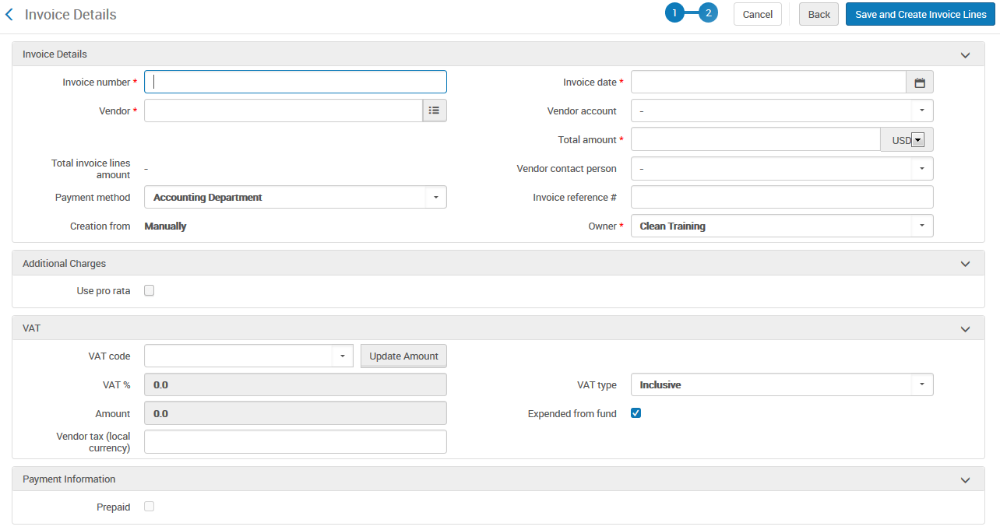 Invoice Details
1 2
Cancel
Back
Save and Create Invoice Lines
Invoice Details
Invoice number *
Invoice date *
Vendor *
Vendor account -
Total amount * USD
Total invoice lines
amount -
Vendor contact person -
Payment method Accounting Department
Invoice reference #
Creation from Manually
Owner * Clean Training
Additional Charges
Use pro rata
VAT
VAT code Update Amount
VAT % 0.0
VAT type Inclusive
Amount 0.0
Expended from fund
Vendor tax (local
currency)
Payment Information
Prepaid